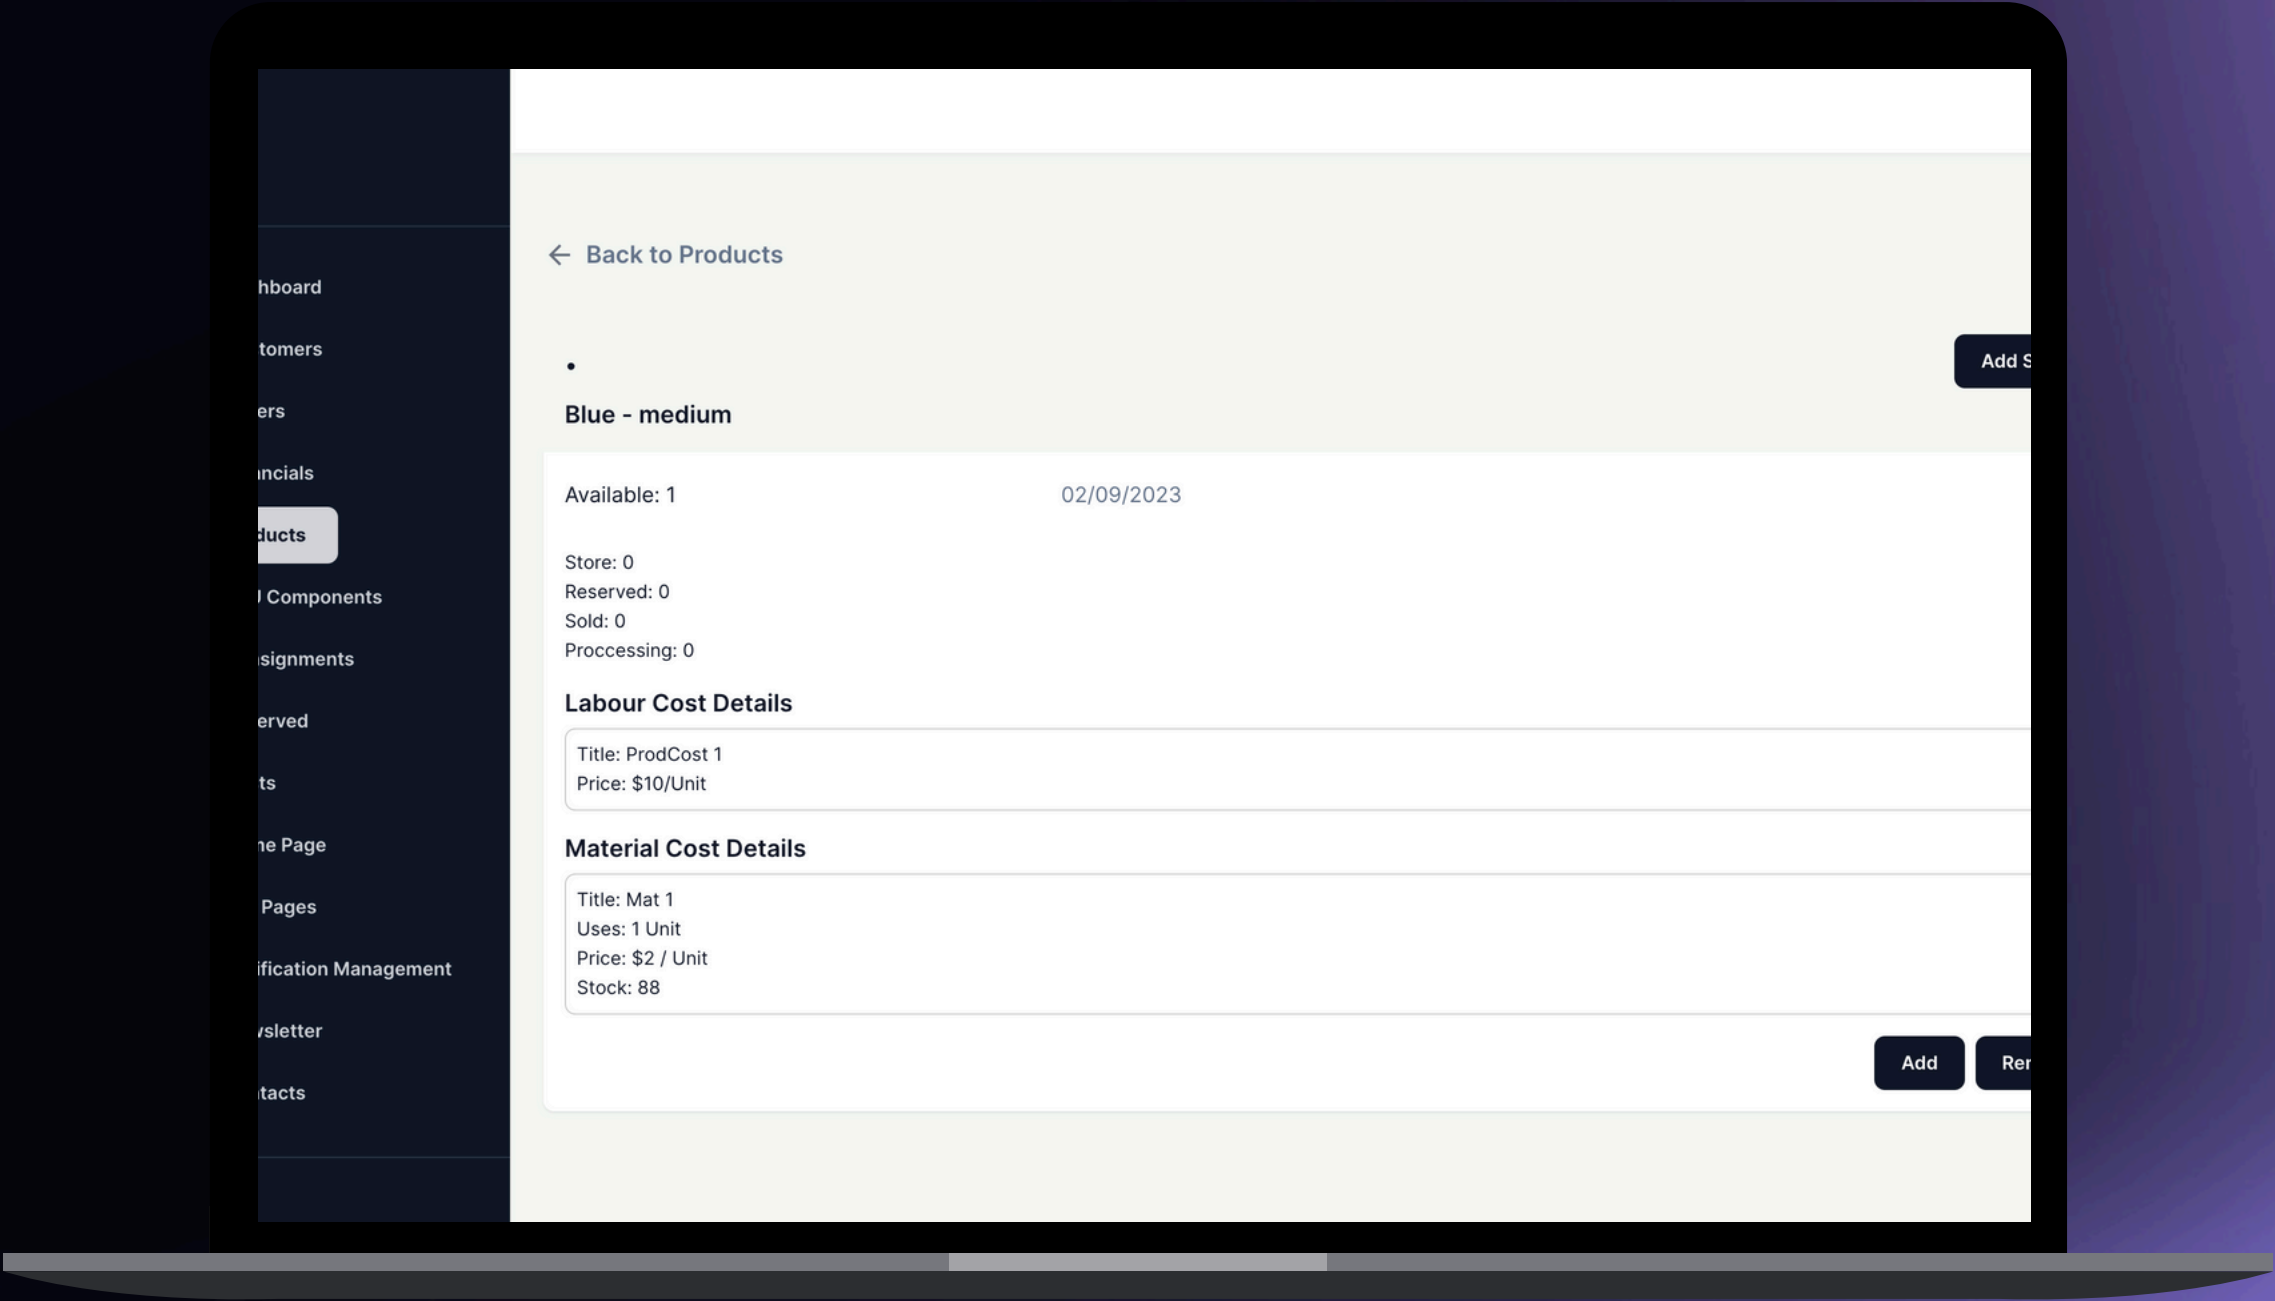 hboard
tomers
ers
ncials
ducts
Components
signments
erved
ts
ne Page
Pages
ification Management
sletter
tacts
← Back to Products
Add S
Blue - medium
Available: 1 02/09/2023
Store: 0
Reserved: 0
Sold: 0
Proccessing: 0
Labour Cost Details
Title: ProdCost 1
Price: $10/Unit
Material Cost Details
Title: Mat 1
Uses: 1 Unit
Price: $2 / Unit
Stock: 88
Add Rer